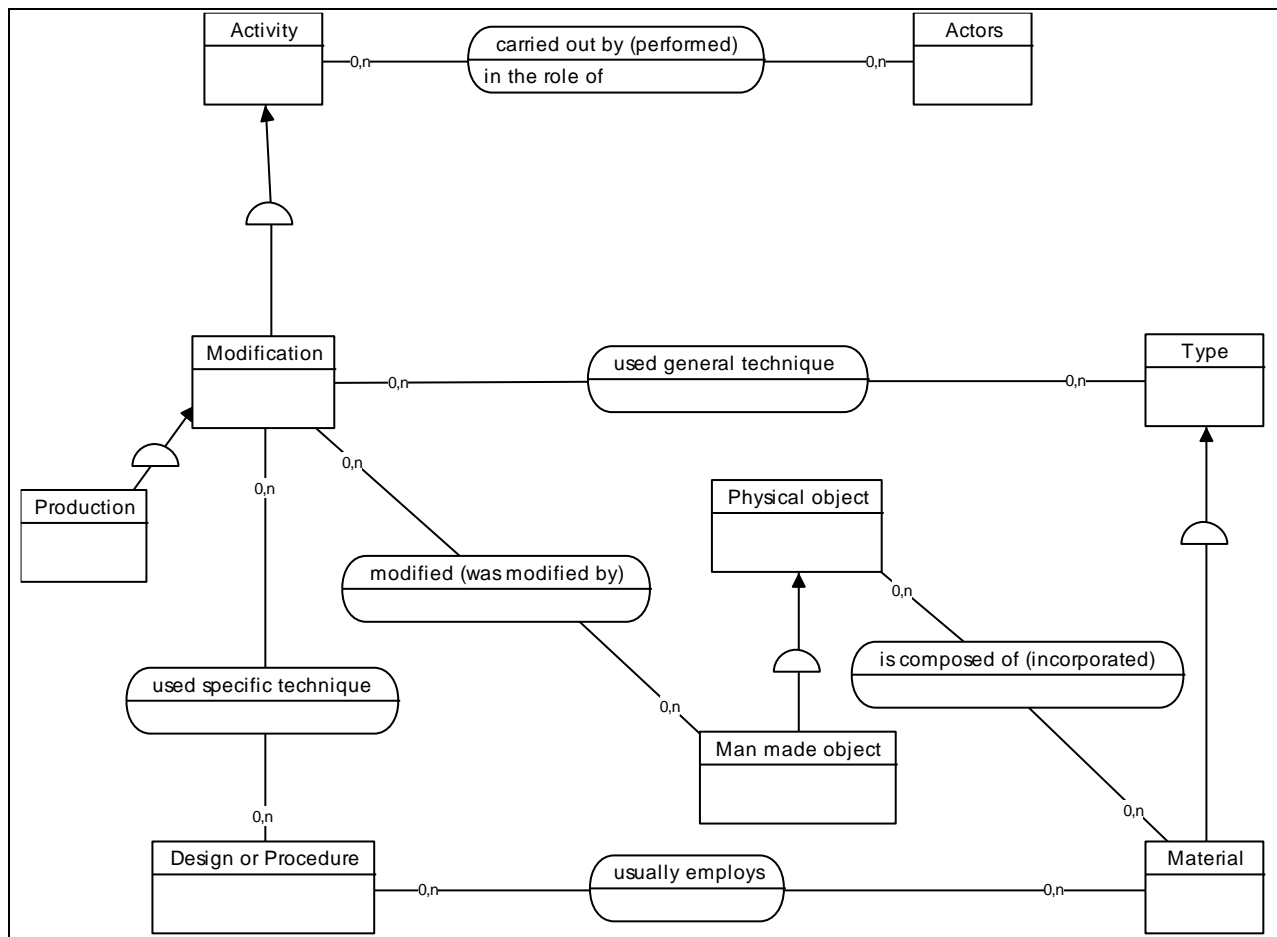 Activity
carried out by (performed)
Actors
0,n
0,n
in the role of
Modification
used general technique
Type
0,n
0,n
0,n
0,n
Production
Physical object
modified (was modified by)
0,n
is composed of (incorporated)
used specific technique
0,n
Man made object
0,n
0,n
Design or Procedure
usually employs
Material
0,n
0,n